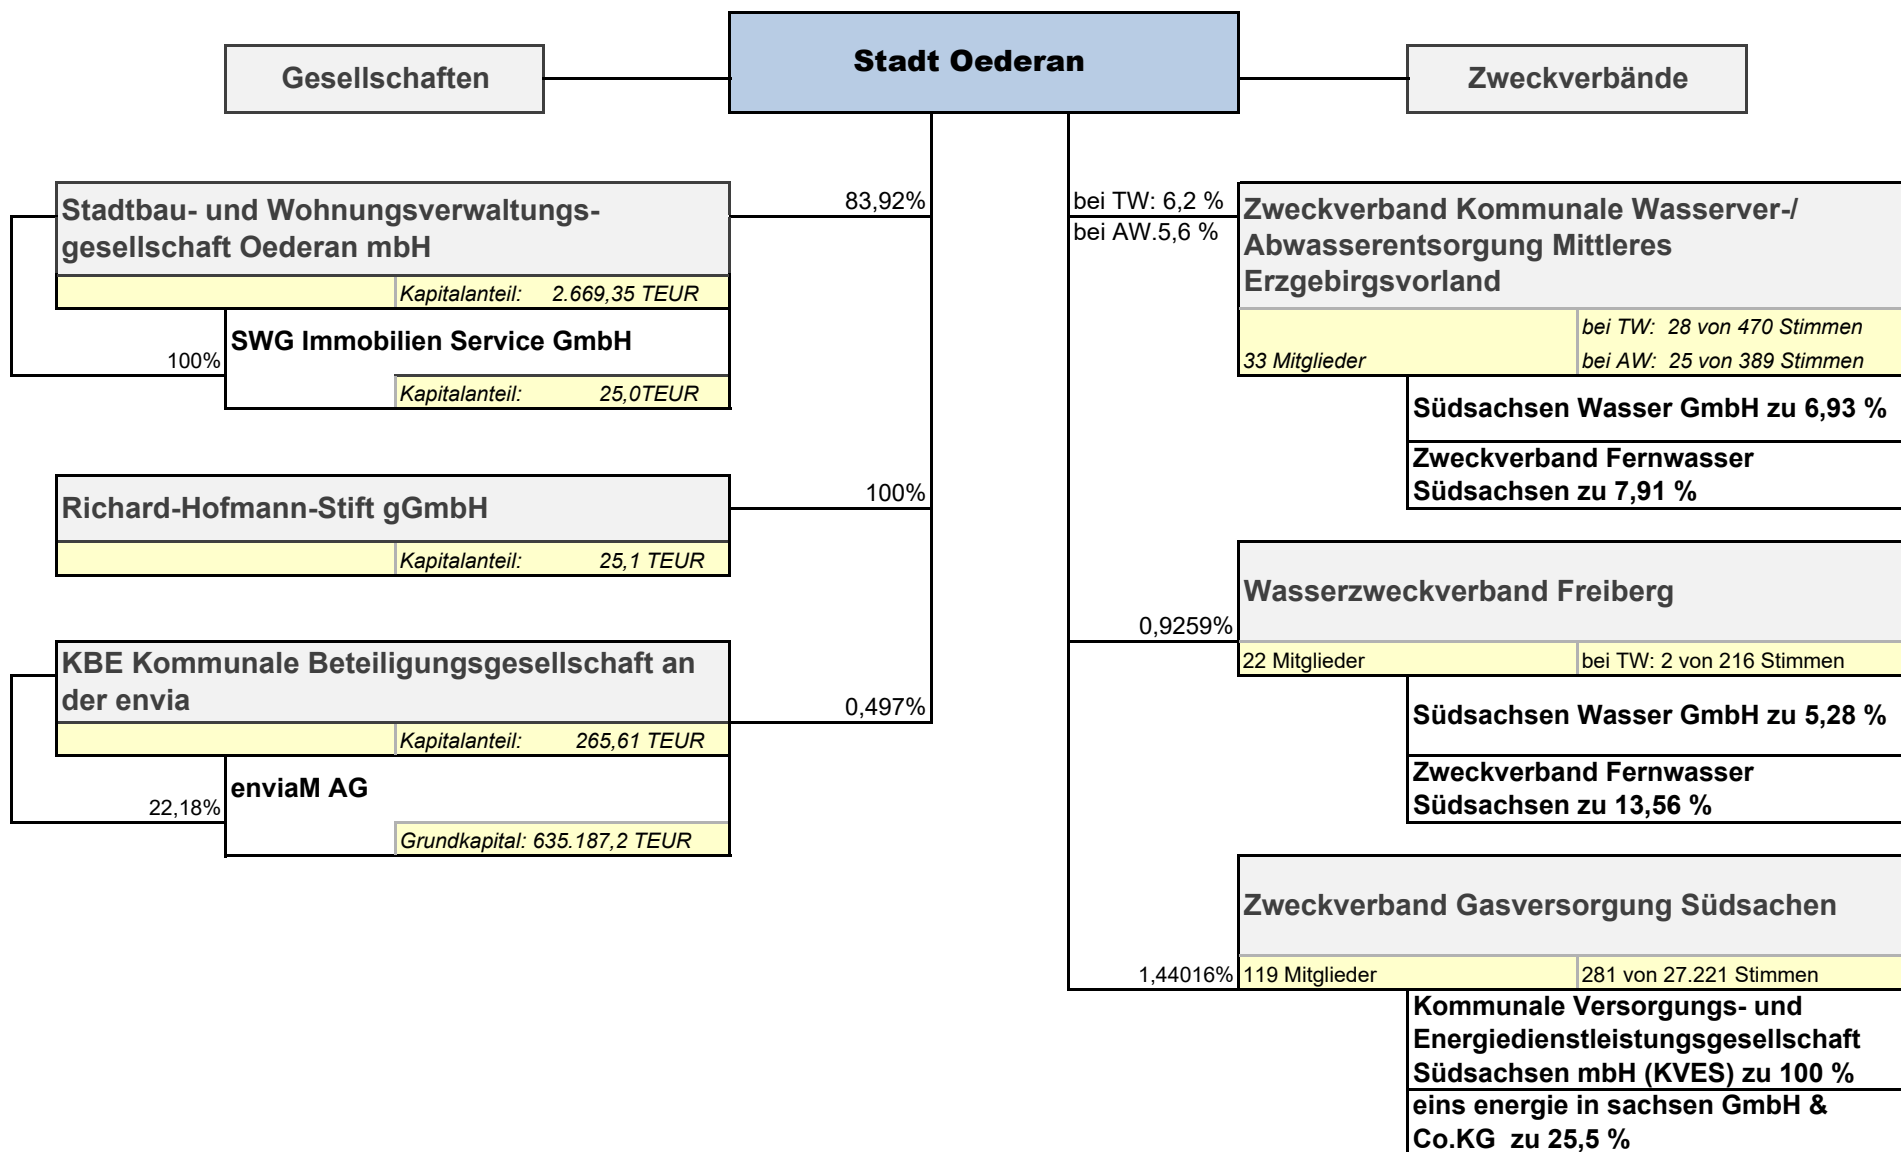 Stadt Oederan
Gesellschaften
Zweckverbände
83,92%
Stadtbau- und Wohnungsverwaltungs-
gesellschaft Oederan mbH
Kapitalanteil: 2.669,35 TEUR
SWG Immobilien Service GmbH
100%
Kapitalanteil: 25,0TEUR
100%
Richard-Hofmann-Stift gGmbH
Kapitalanteil: 25,1 TEUR
KBE Kommunale Beteiligungsgesellschaft an
der envia
0,497%
Kapitalanteil: 265,61 TEUR
enviaM AG
22,18%
Grundkapital: 635.187,2 TEUR
bei TW: 6,2 %
bei AW.5,6 %
Zweckverband Kommunale Wasserver-/
Abwasserentsorgung Mittleres
Erzgebirgsvorland
bei TW: 28 von 470 Stimmen
33 Mitglieder
bei AW: 25 von 389 Stimmen
Südsachsen Wasser GmbH zu 6,93 %
Zweckverband Fernwasser
Südsachsen zu 7,91 %
Wasserzweckverband Freiberg
0,9259%
22 Mitglieder
bei TW: 2 von 216 Stimmen
Südsachsen Wasser GmbH zu 5,28 %
Zweckverband Fernwasser
Südsachsen zu 13,56 %
Zweckverband Gasversorgung Südsachen
1,44016%
119 Mitglieder
281 von 27.221 Stimmen
Kommunale Versorgungs- und
Energiedienstleistungsgesellschaft
Südsachsen mbH (KVES) zu 100 %
eins energie in sachsen GmbH &
Co.KG zu 25,5 %